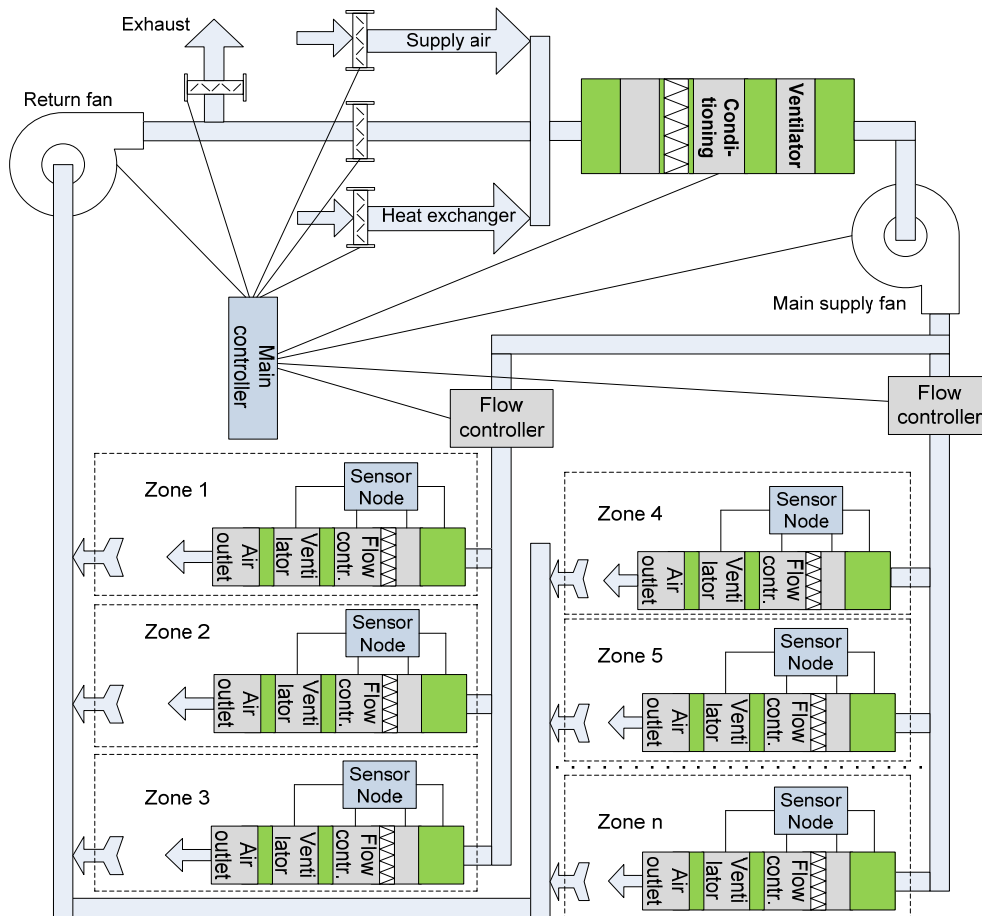 Exhaust
Supply air
Return fan
Condi-
tioning
Ventilator
Heat exchanger
Main supply fan
Main
controller
Flow
controller
Flow
controller
Zone 1
Sensor
Node
Air
outlet
Venti
lator
Flow
contr.
Zone 4
Sensor
Node
Air
outlet
Venti
lator
Flow
contr.
Zone 2
Sensor
Node
Air
outlet
Venti
lator
Flow
contr.
Zone 5
Sensor
Node
Air
outlet
Venti
lator
Flow
contr.
Zone 3
Sensor
Node
Air
outlet
Venti
lator
Flow
contr.
Zone n
Sensor
Node
Air
outlet
Venti
lator
Flow
contr.